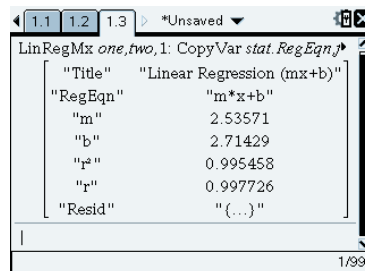 1.1 1.2 1.3 *Unsaved
LinRegMx one,two,1: CopyVar stat.RegEqn,f
"Title" "Linear Regression (mx+b)"
"RegEqn" "m*x+b"
"m" 2.53571
"b" 2.71429
"r²" 0.995458
"r" 0.997726
"Resid" "{...}"
1/99